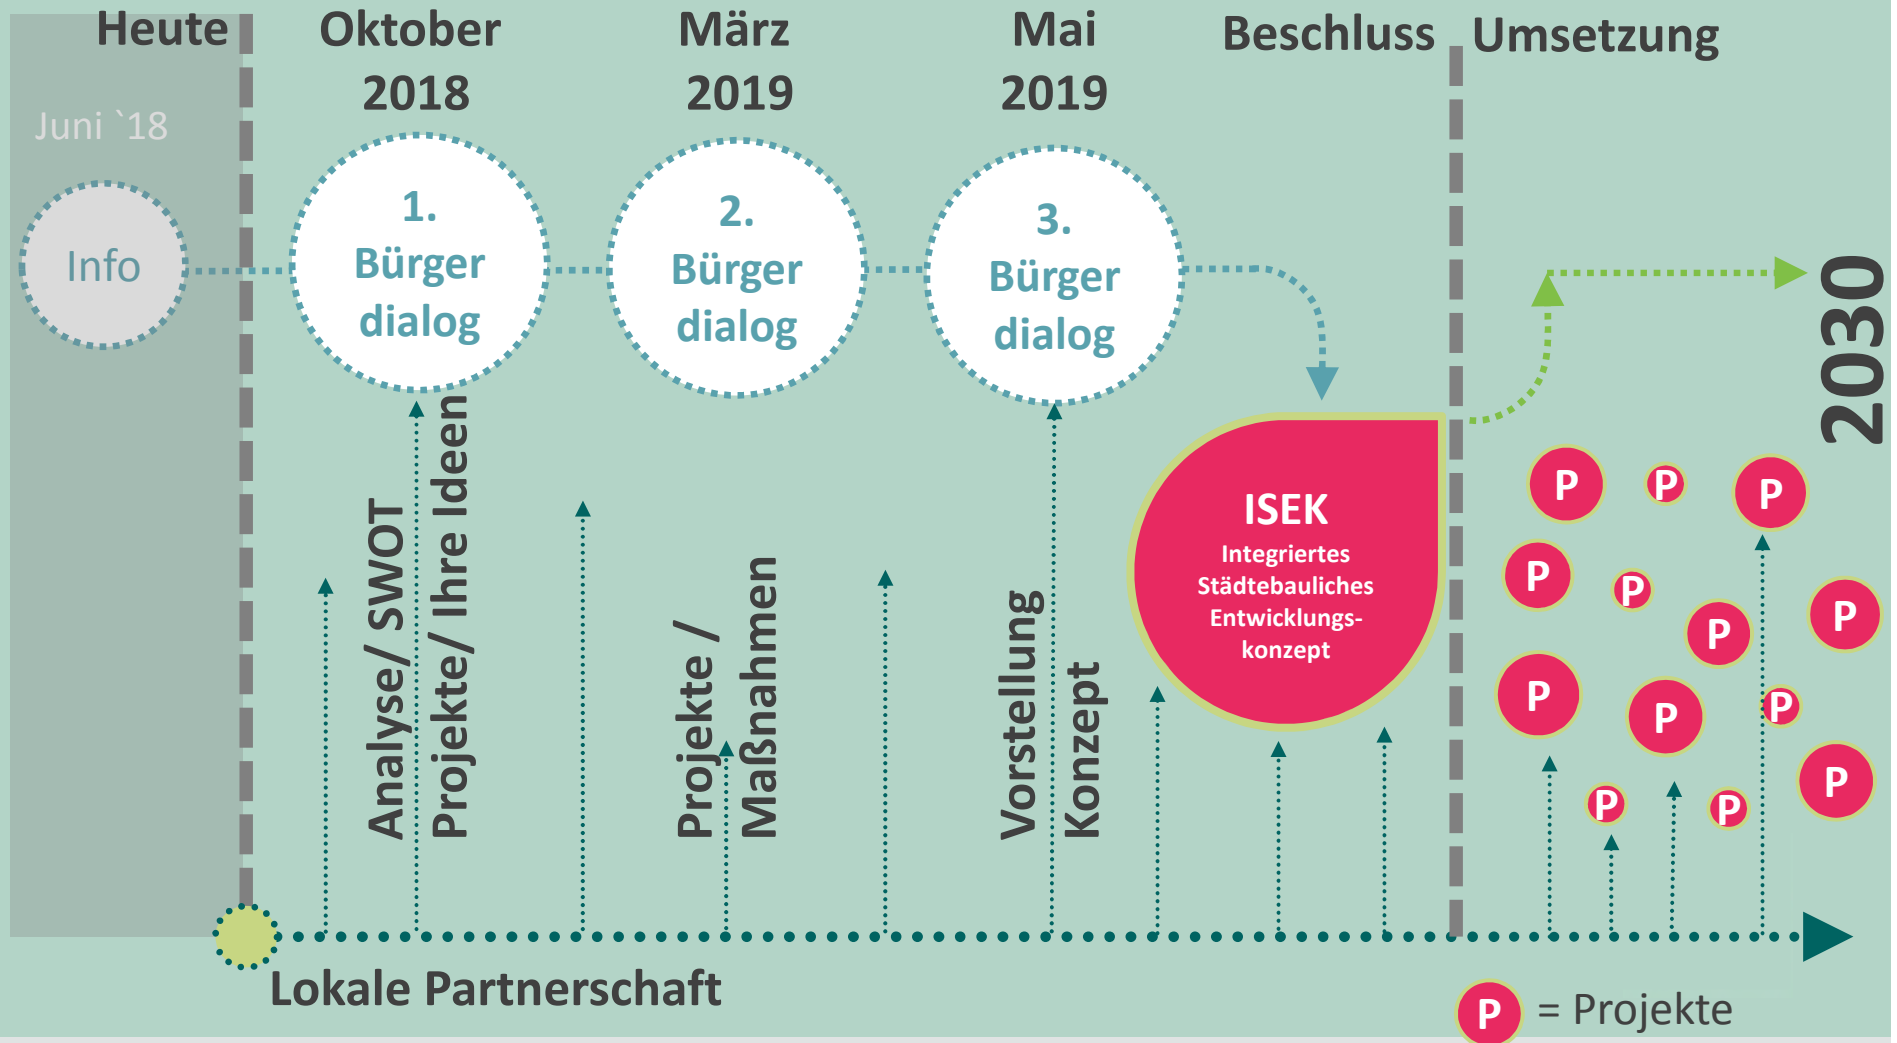 Heute
Oktober
2018
März
2019
Mai
2019
Beschluss
Umsetzung
Juni `18
Info
1.
Bürger
dialog
2.
Bürger
dialog
3.
Bürger
dialog
2030
Analyse/ SWOT
Projekte/ Ihre Ideen
Projekte /
Maßnahmen
Vorstellung
Konzept
ISEK
Integriertes
Städtebauliches
Entwicklungs-
konzept
P
P
P
P
P
P
P
P
P
P
P
P
P
Lokale Partnerschaft
P = Projekte